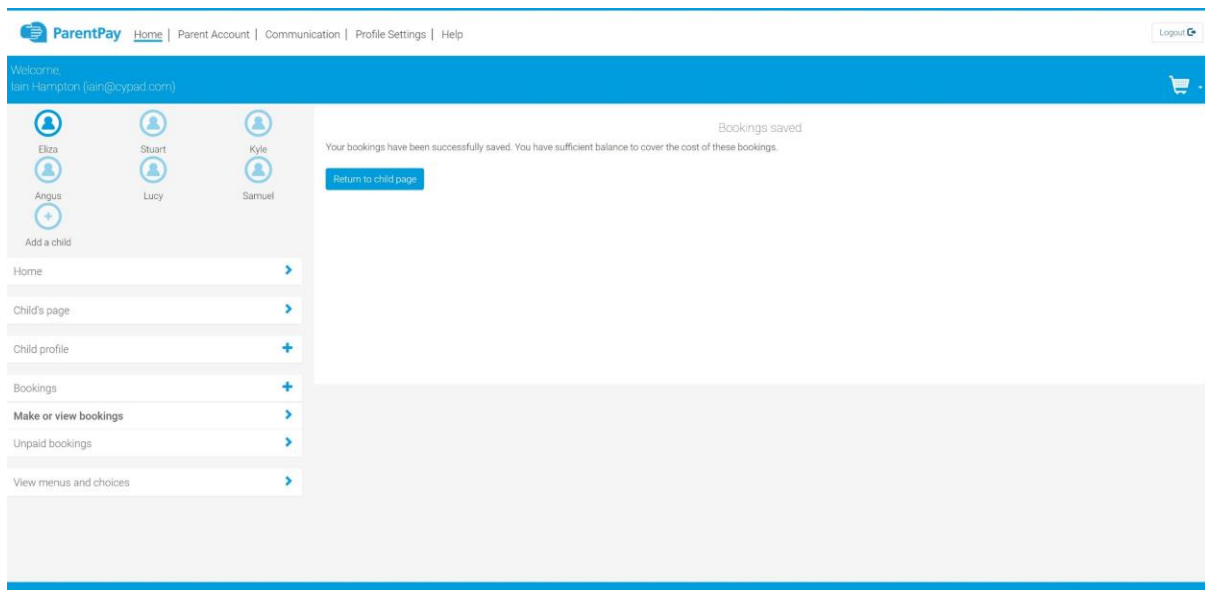 ParentPay Home | Parent Account | Communication | Profile Settings | Help
Logout
Welcome,
Iain Hampton (iain@cypad.com)
Eliza Stuart Kyle
Angus Lucy Samuel
Add a child
Home
Child's page
Child profile
Bookings
Make or view bookings
Unpaid bookings
View menus and choices
Bookings saved
Your bookings have been successfully saved. You have sufficient balance to cover the cost of these bookings.
Return to child page